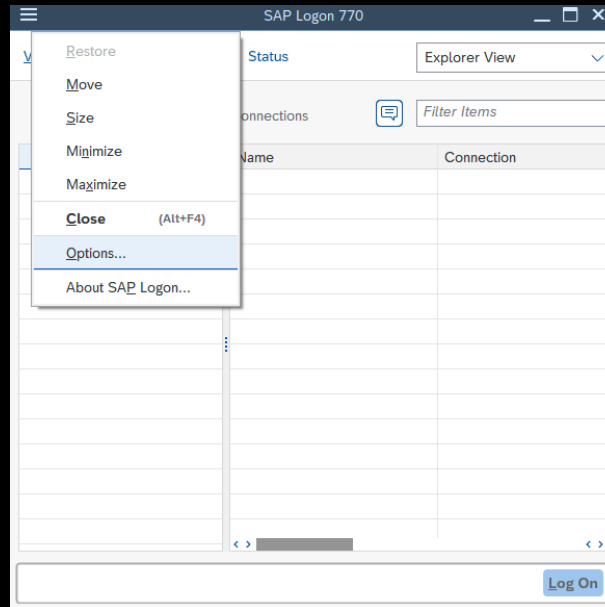 SAP Logon 770
V
Status
Explorer View
Restore
Move
Size
Minimize
Maximize
Close (Alt+F4)
Options...
About SAP Logon...
onnections
Filter Items
Name
Connection
Log On